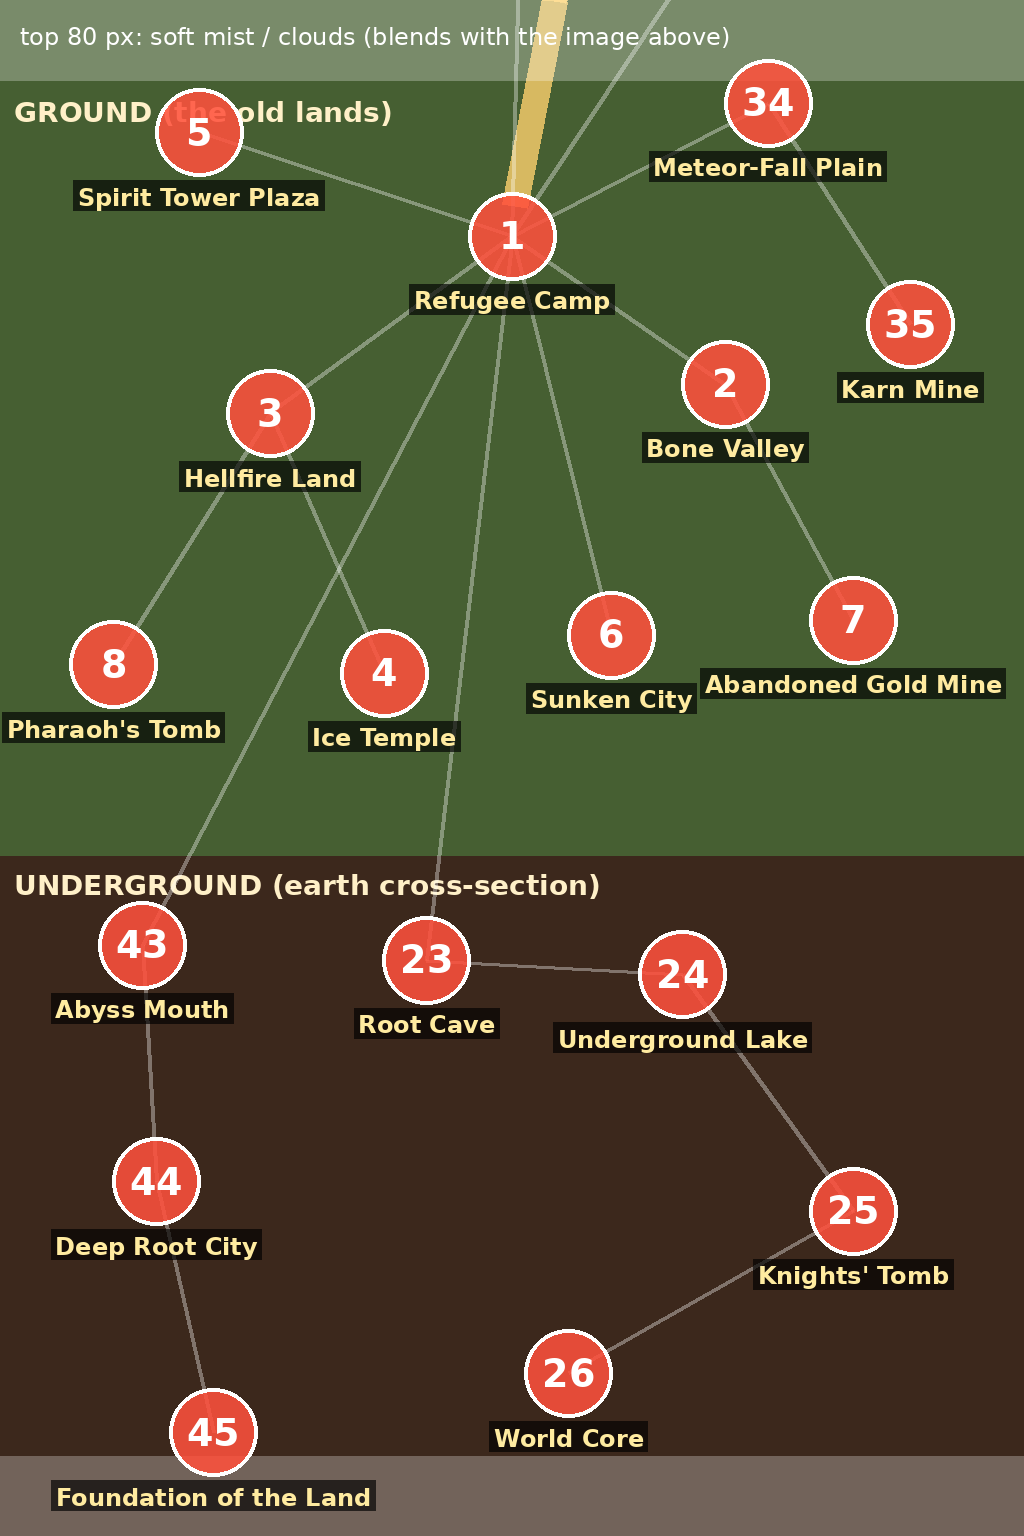 top 80 px: soft mist / clouds (blends with the image above)
GROUND (the old lands)
34
Meteor-Fall Plain
5
Spirit Tower Plaza
1
Refugee Camp
35
Karn Mine
2
Bone Valley
3
Hellfire Land
7
Abandoned Gold Mine
6
Sunken City
8
Pharaoh's Tomb
4
Ice Temple
UNDERGROUND (earth cross-section)
43
Abyss Mouth
23
Root Cave
24
Underground Lake
44
Deep Root City
25
Knights' Tomb
26
World Core
45
Foundation of the Land